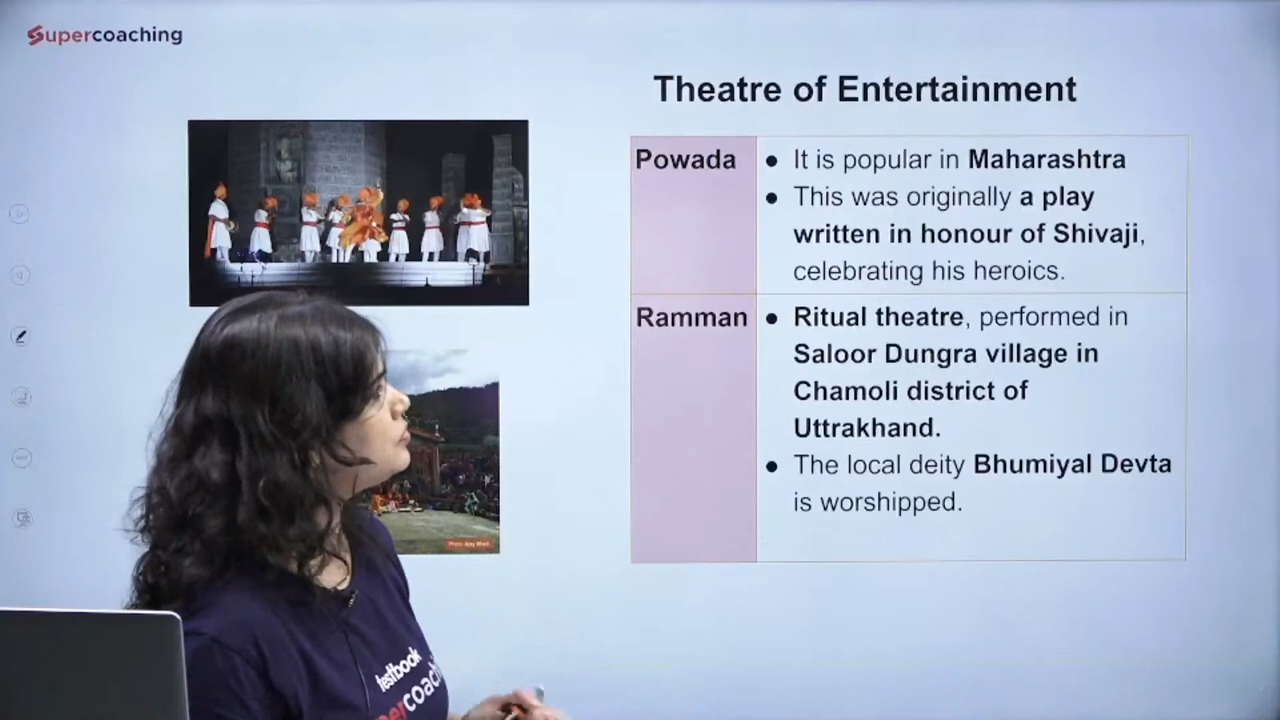 Supercoaching
Theatre of Entertainment
Powada
● It is popular in Maharashtra
● This was originally a play
written in honour of Shivaji,
celebrating his heroics.
Ramman
● Ritual theatre, performed in
Saloor Dungra village in
Chamoli district of
Uttrakhand.
● The local deity Bhumiyal Devta
is worshipped.
testbook